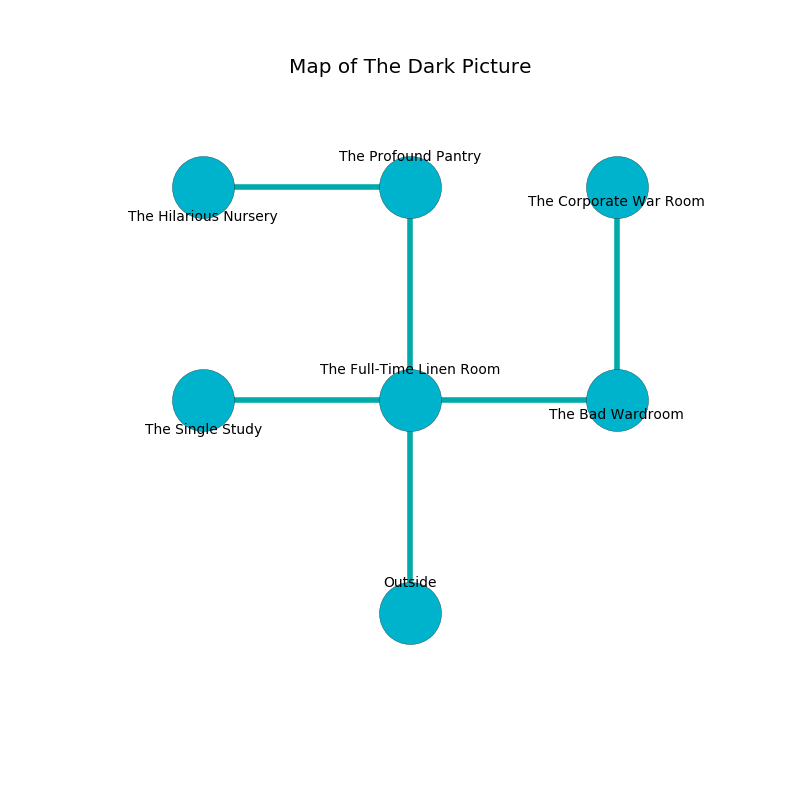 Map of The Dark Picture
The Profound Pantry
The Corporate War Room
The Hilarious Nursery
The Full-Time Linen Room
The Bad Wardroom
The Single Study
Outside